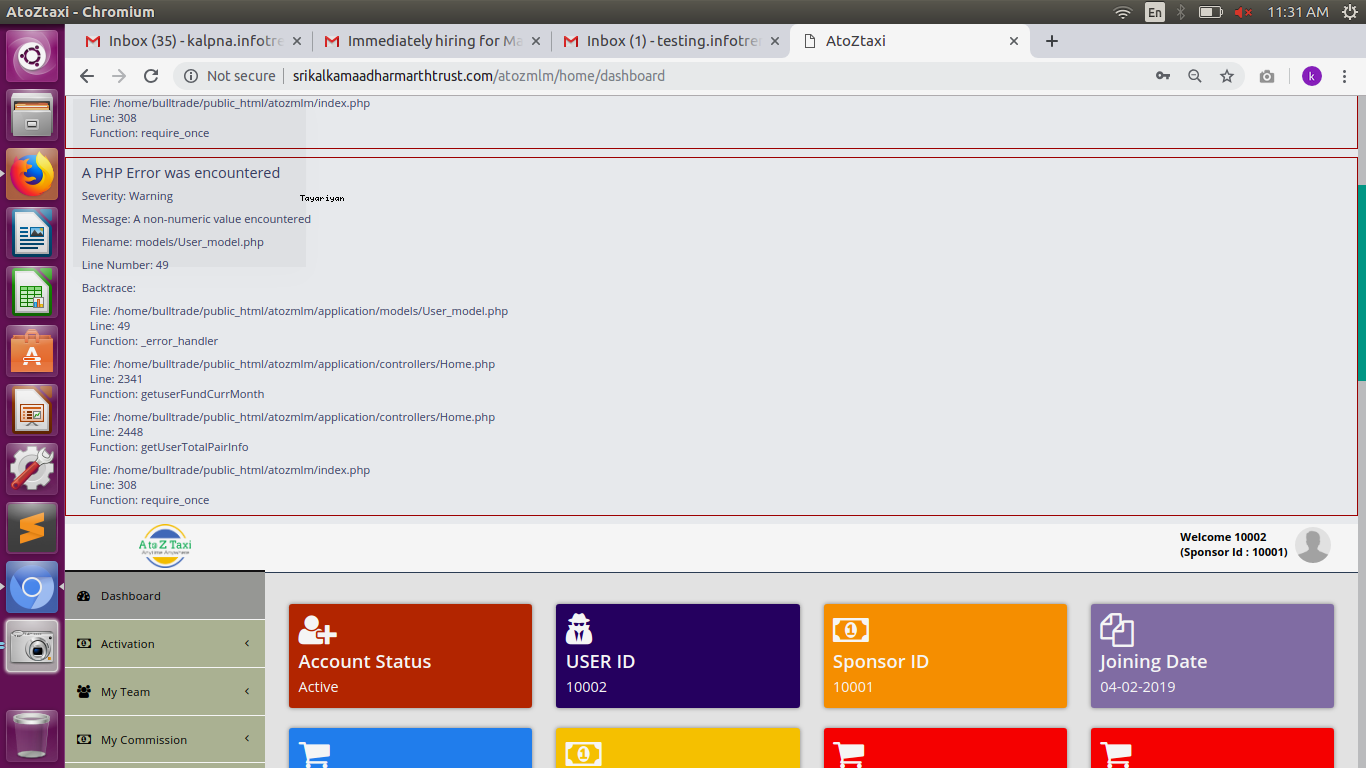 AtoZtaxi - Chromium
En
11:31 AM
Inbox (35) - kalpna.infotre
Immediately hiring for Ma
Inbox (1) - testing.infotre
AtoZtaxi
Not secure
srikalkamaadharmarthtrust.com/atozmlm/home/dashboard
k
File: /home/bulltrade/public_html/atozmlm/index.php
Line: 308
Function: require_once
A PHP Error was encountered
Severity: Warning
Tayariyan
Message: A non-numeric value encountered
Filename: models/User_model.php
Line Number: 49
Backtrace:
File: /home/bulltrade/public_html/atozmlm/application/models/User_model.php
Line: 49
Function: _error_handler
File: /home/bulltrade/public_html/atozmlm/application/controllers/Home.php
Line: 2341
Function: getuserFundCurrMonth
File: /home/bulltrade/public_html/atozmlm/application/controllers/Home.php
Line: 2448
Function: getUserTotalPairInfo
File: /home/bulltrade/public_html/atozmlm/index.php
Line: 308
Function: require_once
A to Z Taxi
Anytime Anywhere
Welcome 10002
(Sponsor Id : 10001)
Dashboard
Activation
My Team
My Commission
Account Status
Active
USER ID
10002
Sponsor ID
10001
Joining Date
04-02-2019